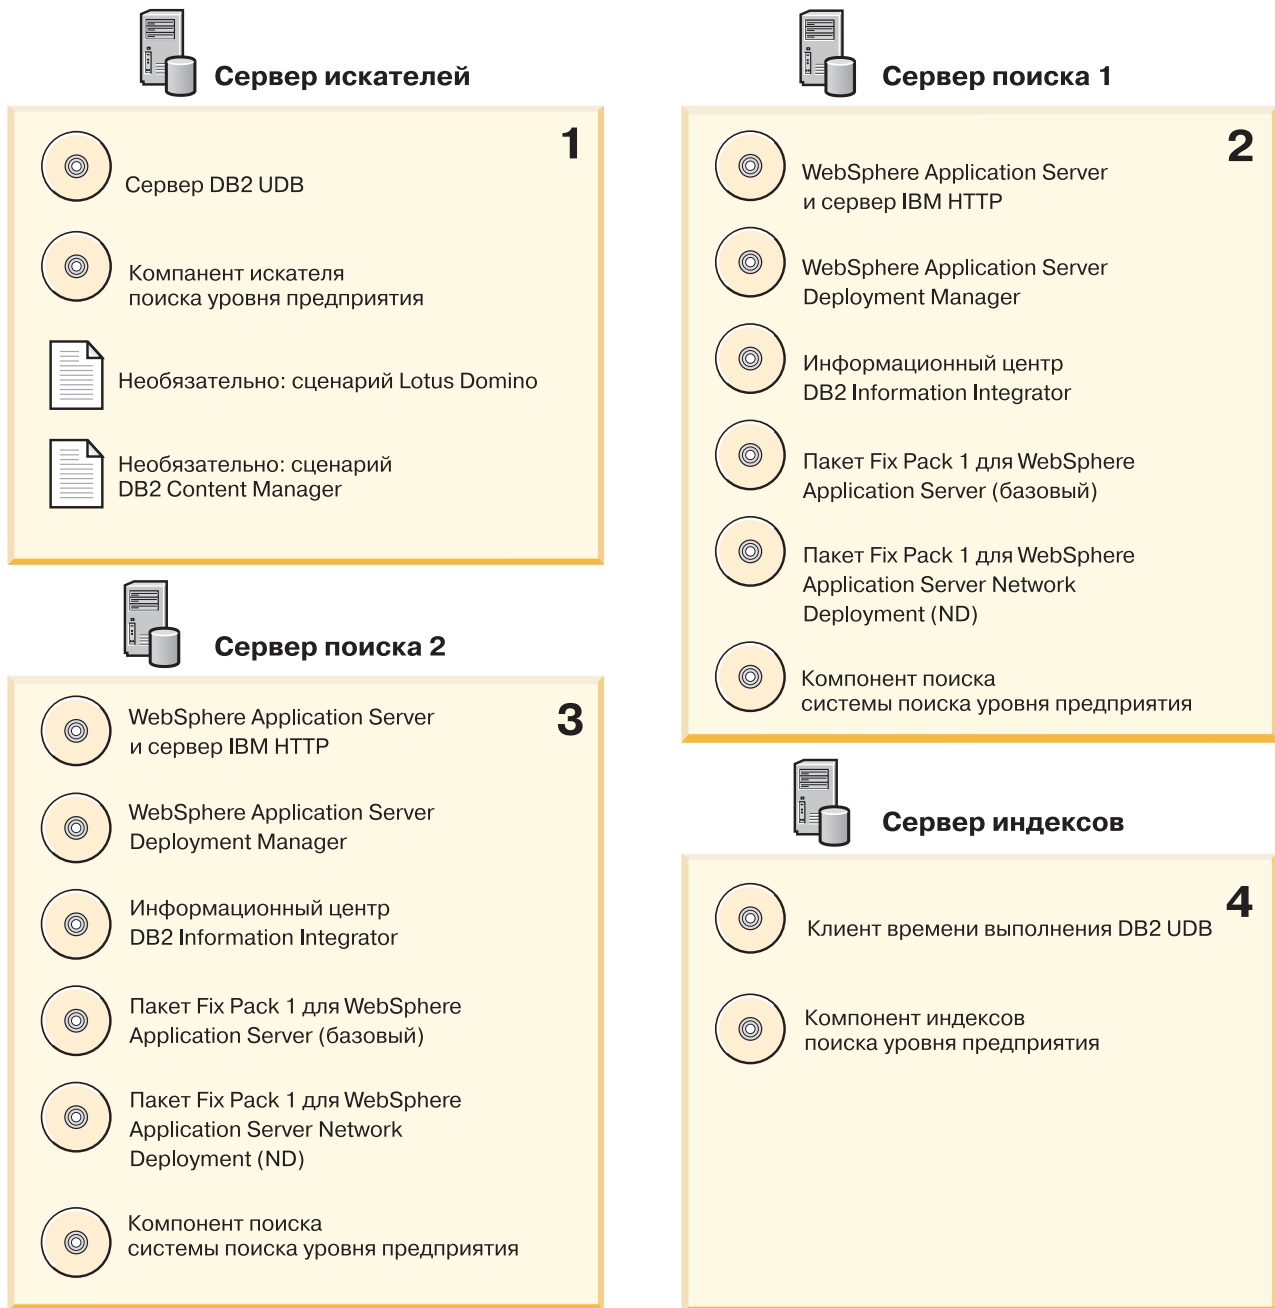 Сервер искателей
1
Сервер DB2 UDB
Компанент искателя
поиска уровня предприятия
Необязательно: сценарий Lotus Domino
Необязательно: сценарий
DB2 Content Manager
Сервер поиска 1
2
WebSphere Application Server
и сервер IBM HTTP
WebSphere Application Server
Deployment Manager
Информационный центр
DB2 Information Integrator
Пакет Fix Pack 1 для WebSphere
Application Server (базовый)
Пакет Fix Pack 1 для WebSphere
Application Server Network
Deployment (ND)
Компонент поиска
системы поиска уровня предприятия
Сервер поиска 2
3
WebSphere Application Server
и сервер IBM HTTP
WebSphere Application Server
Deployment Manager
Информационный центр
DB2 Information Integrator
Пакет Fix Pack 1 для WebSphere
Application Server (базовый)
Пакет Fix Pack 1 для WebSphere
Application Server Network
Deployment (ND)
Компонент поиска
системы поиска уровня предприятия
Сервер индексов
4
Клиент времени выполнения DB2 UDB
Компонент индексов
поиска уровня предприятия